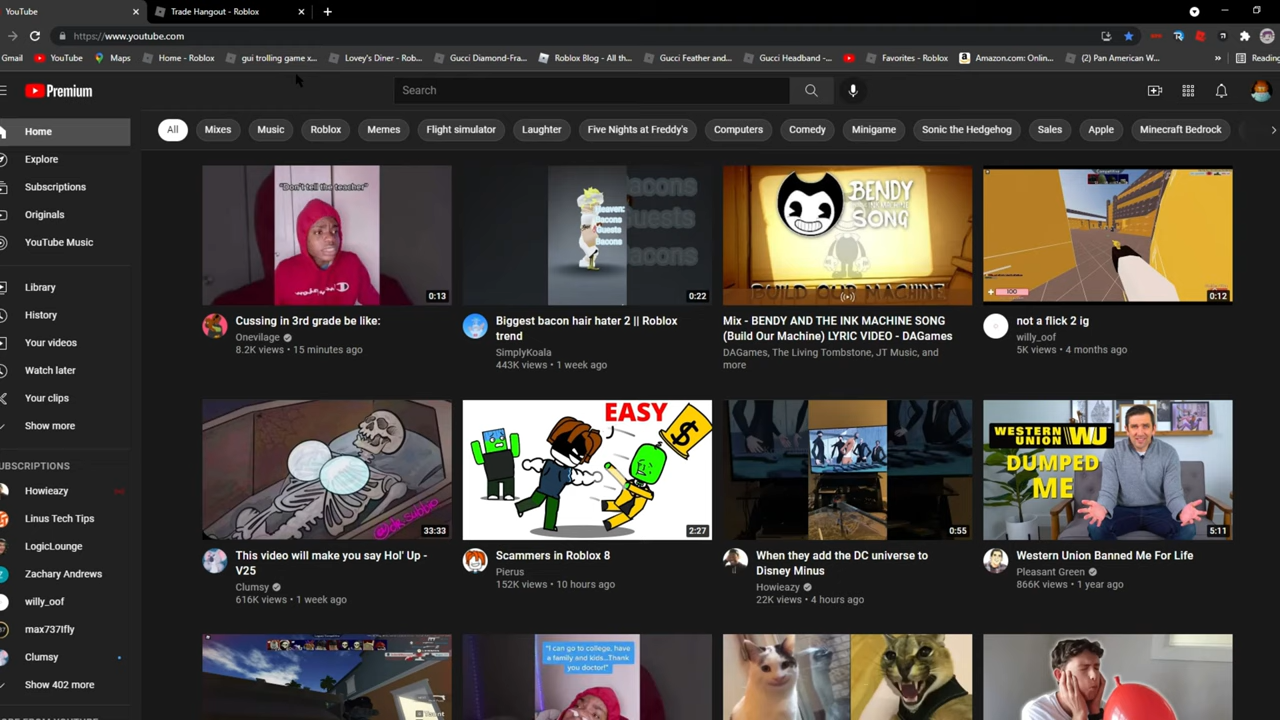 YouTube
Trade Hangout - Roblox
https://www.youtube.com
Gmail
YouTube
Maps
Home - Roblox
gui trolling game x...
Lovey's Diner - Rob...
Gucci Diamond-Fra...
Roblox Blog - All th...
Gucci Feather and...
Gucci Headband -...
Favorites - Roblox
Amazon.com: Onlin...
(2) Pan American W...
»
Reading
Premium
Search
Home
Explore
Subscriptions
Originals
YouTube Music
Library
History
Your videos
Watch later
Your clips
Show more
SUBSCRIPTIONS
Howieazy
Linus Tech Tips
LogicLounge
Zachary Andrews
willy_oof
max737lfly
Clumsy
Show 402 more
All
Mixes
Music
Roblox
Memes
Flight simulator
Laughter
Five Nights at Freddy's
Computers
Comedy
Minigame
Sonic the Hedgehog
Sales
Apple
Minecraft Bedrock
"Don't tell the teacher"
0:13
Cussing in 3rd grade be like:
Onevilage
8.2K views • 15 minutes ago
Heaven:
Bacons
Guests
Bacons
0:22
Biggest bacon hair hater 2 || Roblox
trend
SimplyKoala
443K views • 1 week ago
BENDY
SONG
BUILD OUR MACHINE
Mix - BENDY AND THE INK MACHINE SONG
(Build Our Machine) LYRIC VIDEO - DAGames
DAGames, The Living Tombstone, JT Music, and
more
100
0:12
not a flick 2 ig
willy_oof
5K views • 4 months ago
33:33
This video will make you say Hol' Up -
V25
Clumsy
616K views • 1 week ago
EASY
$
2:27
Scammers in Roblox 8
Pierus
152K views • 10 hours ago
0:55
When they add the DC universe to
Disney Minus
Howieazy
22K views • 4 hours ago
WESTERN
UNION
WU
DUMPED
ME
5:11
Western Union Banned Me For Life
Pleasant Green
866K views • 1 year ago
"I can go to college, have
a family and kids...Thank
you doctor!"